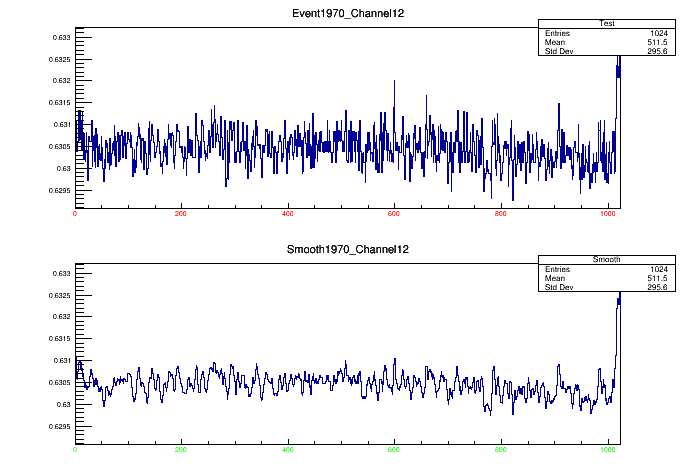 Event1970_Channel12
Test
Entries 1024
Mean 511.5
Std Dev 295.6
0.633
0.6325
0.632
0.6315
0.631
0.6305
0.63
0.6295
0 200 400 600 800 1000
Smooth1970_Channel12
Smooth
Entries 1024
Mean 511.5
Std Dev 295.6
0.633
0.6325
0.632
0.6315
0.631
0.6305
0.63
0.6295
0 200 400 600 800 1000